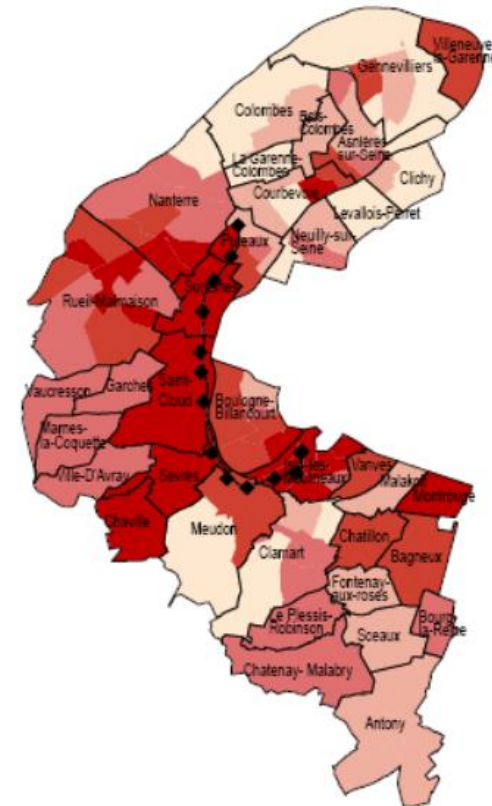 Villeneuve-
la-Garenne
Gennevilliers
Colombes
Bois-
Colombes
Asnières
sur-Seine
La Garenne-
Colombes
Clichy
Courbevoie
Nanterre
Levallois-Perret
Puteaux
Neuilly-sur-
Seine
Suresnes
Rueil-Malmaison
Saint-
Cloud
Garches
Vaucresson
Boulogne-
Billancourt
Marnes-
la-Coquette
Ville-D'Avray
Sèvres
Vanves
Malakoff
Montrouge
Chaville
Meudon
Chatillon
Clamart
Bagneux
Fontenay-
aux-roses
Le Plessis-
Robinson
Sceaux
Bourg-
la-Reine
Chatenay- Malabry
Antony